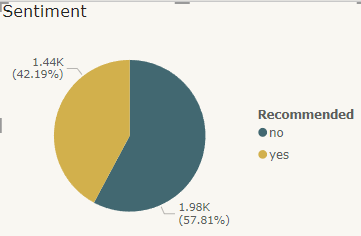 Sentiment
1.44K
(42.19%)
Recommended
no
yes
1.98K
(57.81%)